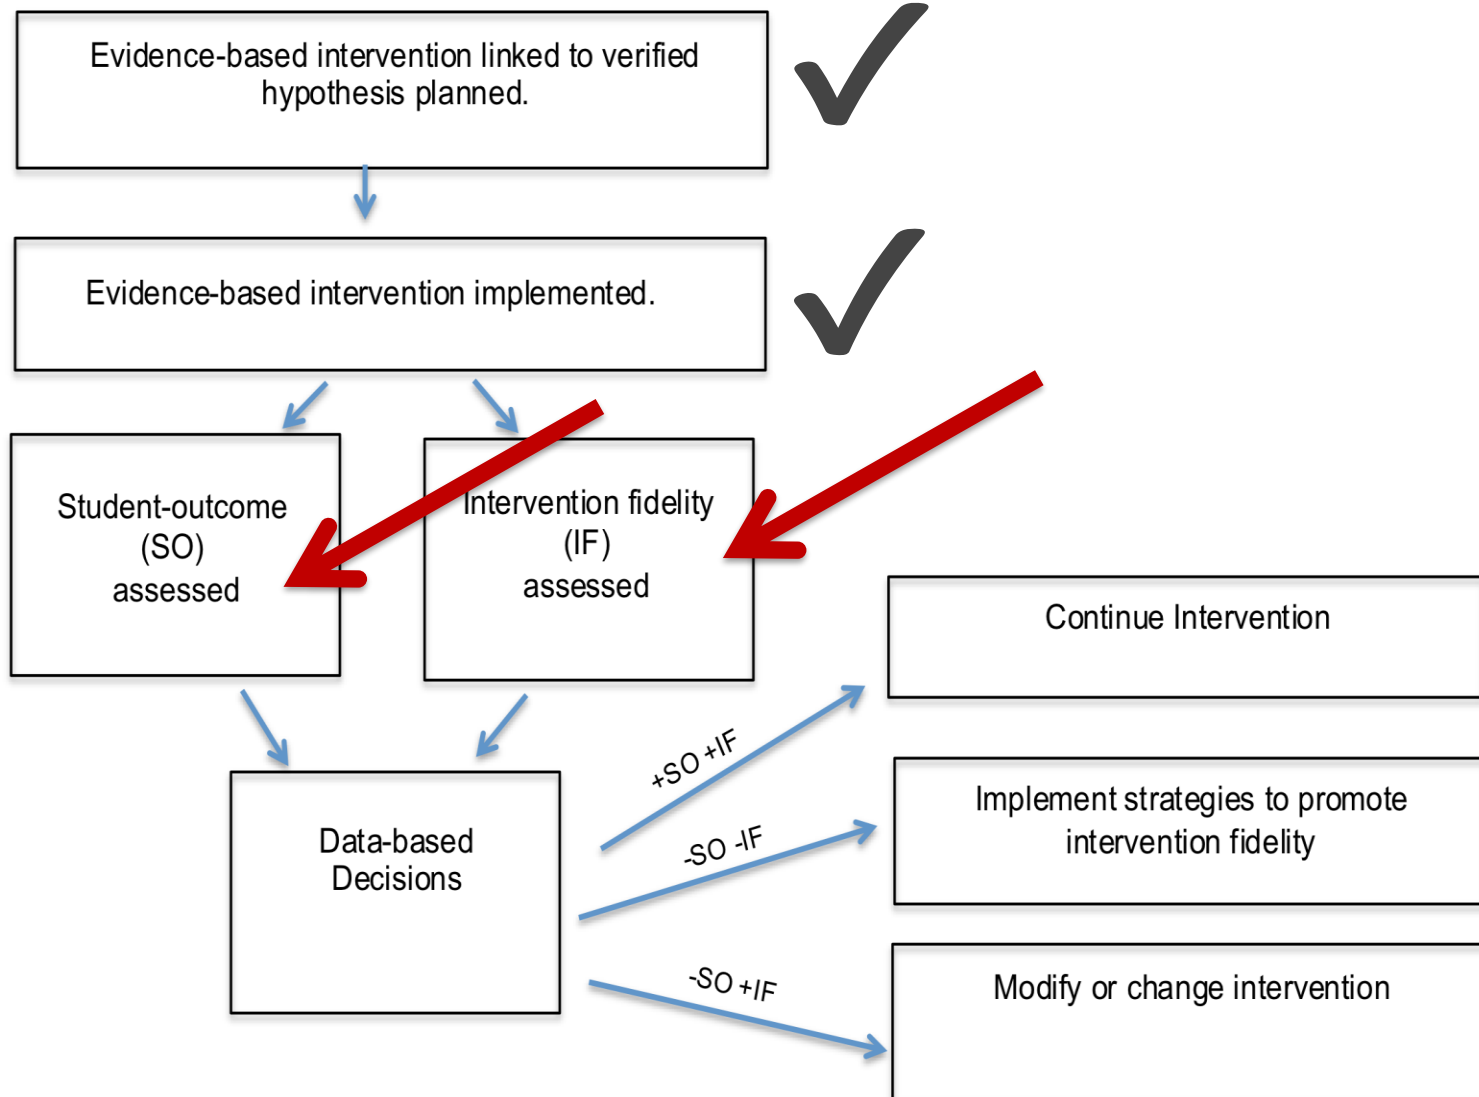 Evidence-based intervention linked to verified
hypothesis planned.
Evidence-based intervention implemented.
Student-outcome
(SO)
assessed
Intervention fidelity
(IF)
assessed
Data-based
Decisions
+SO +IF
Continue Intervention
-SO -IF
Implement strategies to promote
intervention fidelity
-SO +IF
Modify or change intervention